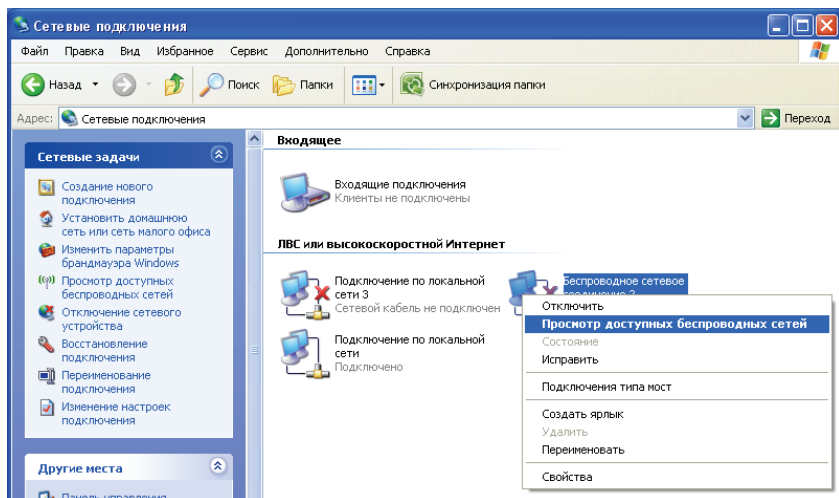 Сетевые подключения
Файл Правка Вид Избранное Сервис Дополнительно Справка
Назад Поиск Папки Синхронизация папки
Адрес: Сетевые подключения Переход
Сетевые задачи
Создание нового
подключения
Установить домашнюю
сеть или сеть малого офиса
Изменить параметры
брандмауэра Windows
Просмотр доступных
беспроводных сетей
Отключение сетевого
устройства
Восстановление
подключения
Переименование
подключения
Изменение настроек
подключения
Другие места
Панель управления
Входящее
Входящие подключения
Клиенты не подключены
ЛВС или высокоскоростной Интернет
Подключение по локальной
сети 3
Сетевой кабель не подключен
Беспроводное сетевое
соединение 3
Подключение по локальной
сети
Подключено
Отключить
Просмотр доступных беспроводных сетей
Состояние
Исправить
Подключения типа мост
Создать ярлык
Удалить
Переименовать
Свойства